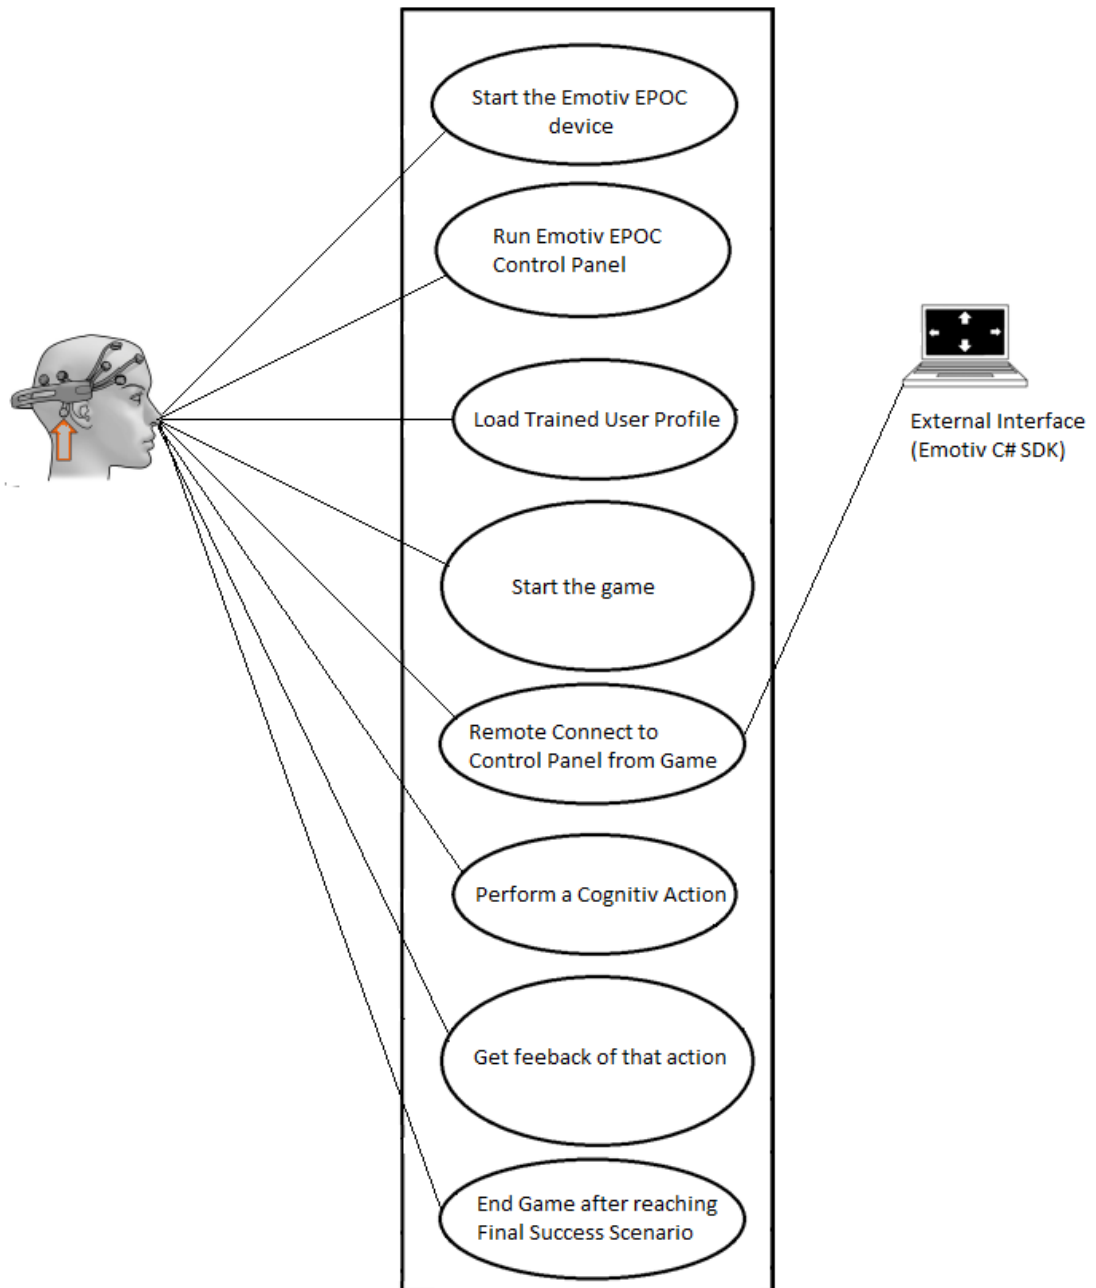 Start the Emotiv EPOC
device
Run Emotiv EPOC
Control Panel
Load Trained User Profile
External Interface
(Emotiv C# SDK)
Start the game
Remote Connect to
Control Panel from Game
Perform a Cognitiv Action
Get feeback of that action
End Game after reaching
Final Success Scenario